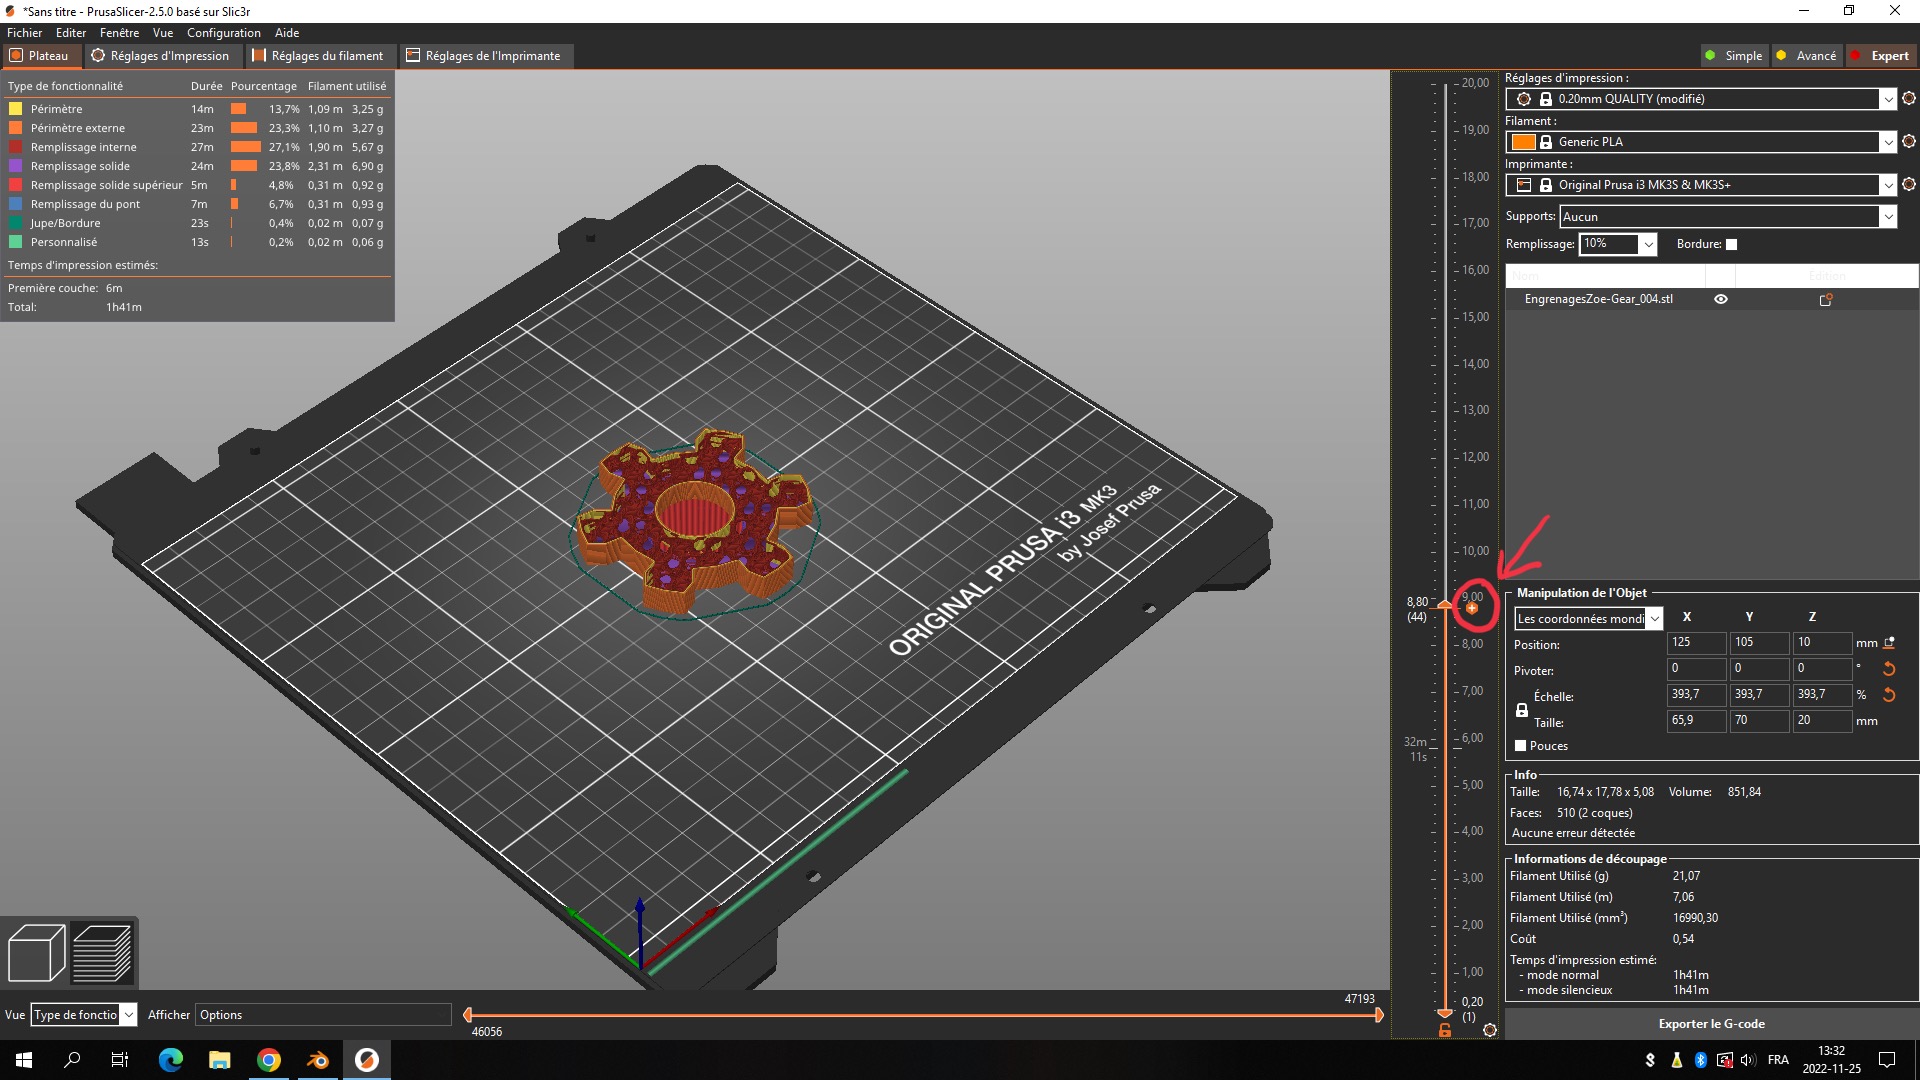 *Sans titre - PrusaSlicer-2.5.0 basé sur Slic3r
Fichier Editer Fenêtre Vue Configuration Aide
Plateau Réglages d'Impression Réglages du filament Réglages de l'Imprimante Simple Avancé Expert
Type de fonctionnalité Durée Pourcentage Filament utilisé
Périmètre 14m 13,7% 1,09 m 3,25 g
Périmètre externe 23m 23,3% 1,10 m 3,27 g
Remplissage interne 27m 27,1% 1,90 m 5,67 g
Remplissage solide 24m 23,8% 2,31 m 6,90 g
Remplissage solide supérieur 5m 4,8% 0,31 m 0,92 g
Remplissage du pont 7m 6,7% 0,31 m 0,93 g
Jupe/Bordure 23s 0,4% 0,02 m 0,07 g
Personnalisé 13s 0,2% 0,02 m 0,06 g
Temps d'impression estimés:
Première couche: 6m
Total: 1h41m
ORIGINAL PRUSA i3 MK3
by Josef Prusa
20,00
19,00
18,00
17,00
16,00
15,00
14,00
13,00
12,00
11,00
10,00
9,00
8,80
(44)
8,00
7,00
6,00
32m
11s
5,00
4,00
3,00
2,00
1,00
0,20
(1)
Réglages d'impression :
0.20mm QUALITY (modifié)
Filament :
Generic PLA
Imprimante :
Original Prusa i3 MK3S & MK3S+
Supports: Aucun
Remplissage: 10% Bordure:
Nom Édition
EngrenagesZoe-Gear_004.stl
Manipulation de l'Objet
Les coordonnées mondi X Y Z
Position: 125 105 10 mm
Pivoter: 0 0 0 °
Échelle: 393,7 393,7 393,7 %
Taille: 65,9 70 20 mm
Pouces
Info
Taille: 16,74 x 17,78 x 5,08 Volume: 851,84
Faces: 510 (2 coques)
Aucune erreur détectée
Informations de découpage
Filament Utilisé (g) 21,07
Filament Utilisé (m) 7,06
Filament Utilisé (mm³) 16990,30
Coût 0,54
Temps d'impression estimé:
- mode normal 1h41m
- mode silencieux 1h41m
Exporter le G-code
Vue Type de fonctio Afficher Options
47193
46056
FRA
13:32
2022-11-25